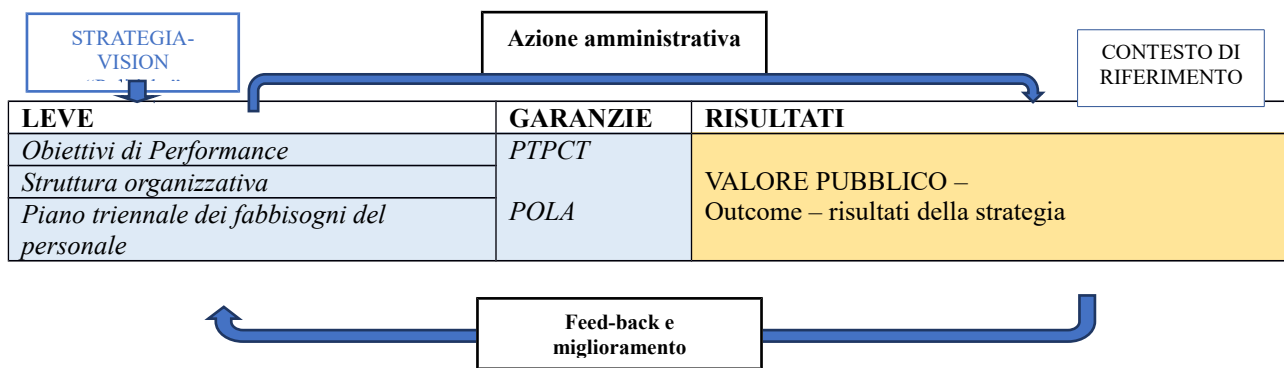 STRATEGIA-
VISION
Azione amministrativa
CONTESTO DI
RIFERIMENTO
LEVE GARANZIE RISULTATI
Obiettivi di Performance PTPCT
Struttura organizzativa
VALORE PUBBLICO –
Piano triennale dei fabbisogni del POLA Outcome – risultati della strategia
personale
Feed-back e
miglioramento